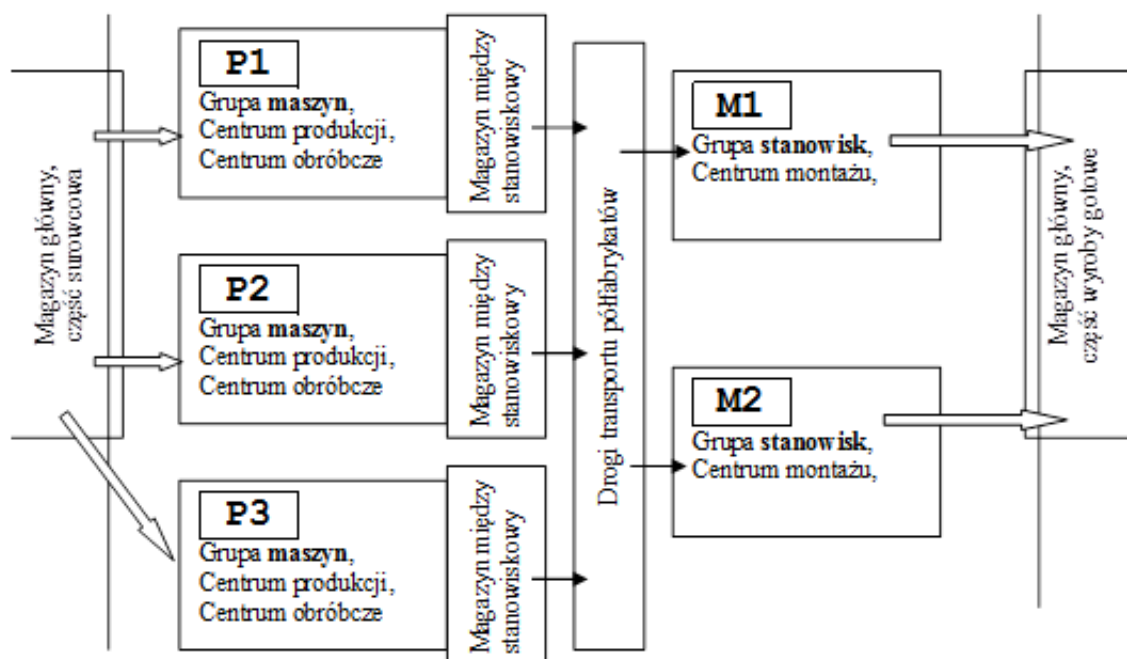 Magazyn główny,
część surowcowa
P1
Grupa maszyn,
Centrum produkcji,
Centrum obróbcze
Magazyn między
stanowiskowy
P2
Grupa maszyn,
Centrum produkcji,
Centrum obróbcze
Magazyn między
stanowiskowy
P3
Grupa maszyn,
Centrum produkcji,
Centrum obróbcze
Magazyn między
stanowiskowy
Drogi transportu półfabrykatów
M1
Grupa stanowisk,
Centrum montażu,
M2
Grupa stanowisk,
Centrum montażu,
Magazyn główny,
część wyroby gotowe